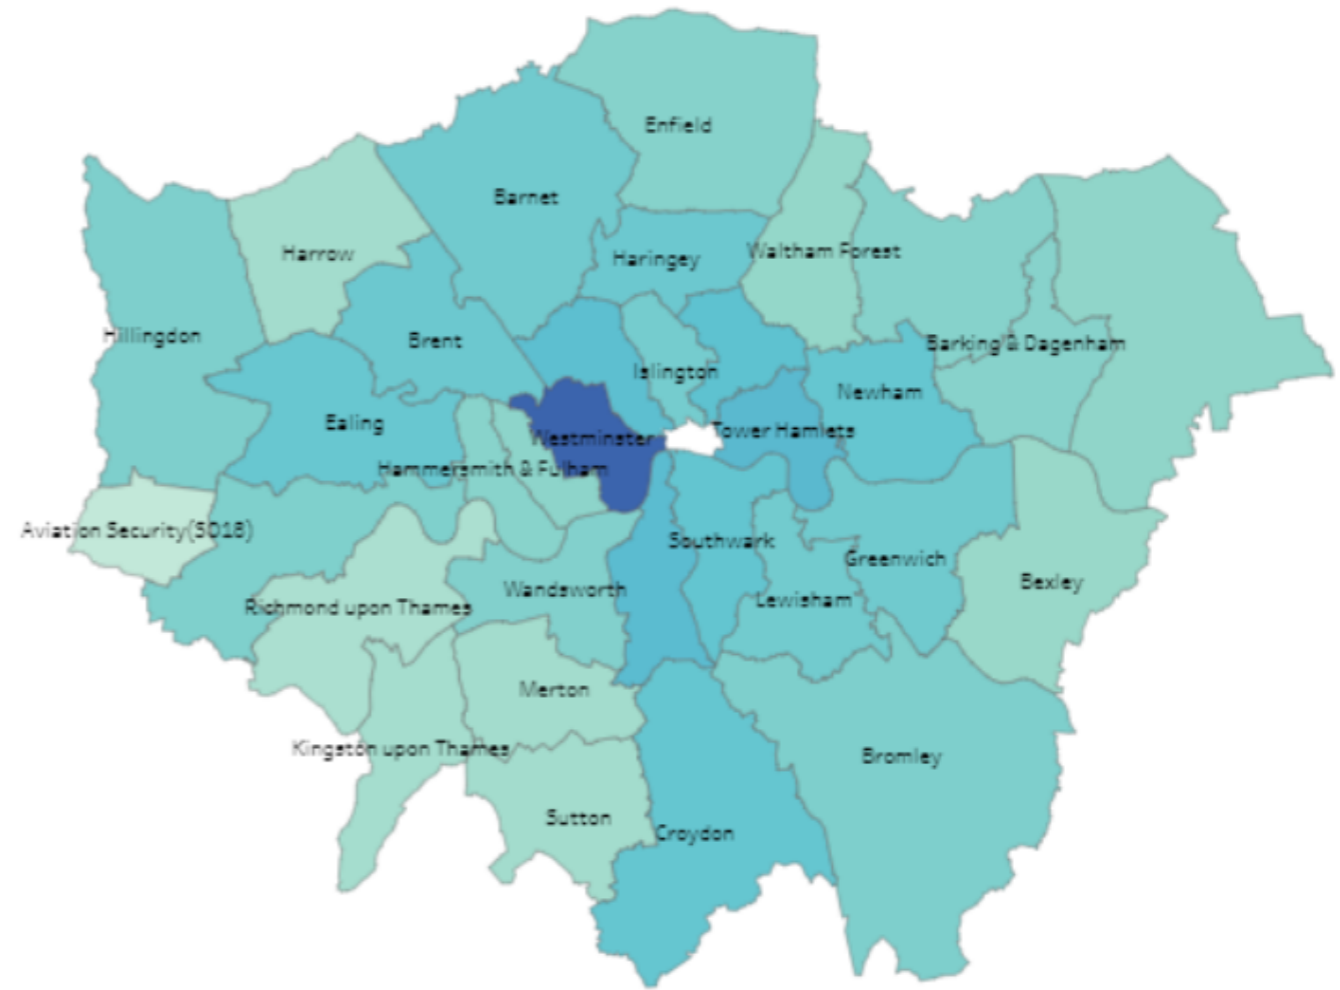 Enfield
Barnet
Harrow
Haringey
Waltham Forest
Hillingdon
Brent
Barking & Dagenham
Islington
Newham
Ealing
Westminster
Tower Hamlets
Hammersmith & Fulham
Aviation Security(SO18)
Southwark
Greenwich
Bexley
Wandsworth
Lewisham
Richmond upon Thames
Merton
Kingston upon Thames
Bromley
Sutton
Croydon